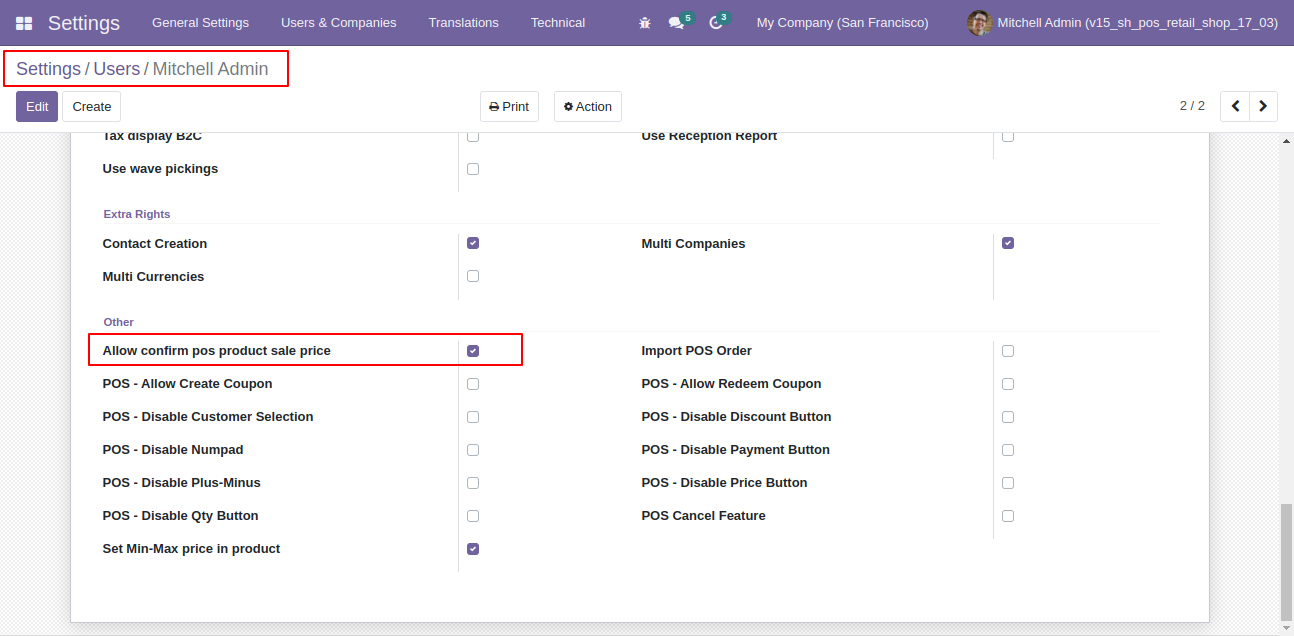 Settings General Settings Users & Companies Translations Technical 5 3 My Company (San Francisco) Mitchell Admin (v15_sh_pos_retail_shop_17_03)
Settings / Users / Mitchell Admin
Edit Create Print Action 2 / 2
Tax display B2C Use Reception Report
Use wave pickings
Extra Rights
Contact Creation Multi Companies
Multi Currencies
Other
Allow confirm pos product sale price Import POS Order
POS - Allow Create Coupon POS - Allow Redeem Coupon
POS - Disable Customer Selection POS - Disable Discount Button
POS - Disable Numpad POS - Disable Payment Button
POS - Disable Plus-Minus POS - Disable Price Button
POS - Disable Qty Button POS Cancel Feature
Set Min-Max price in product